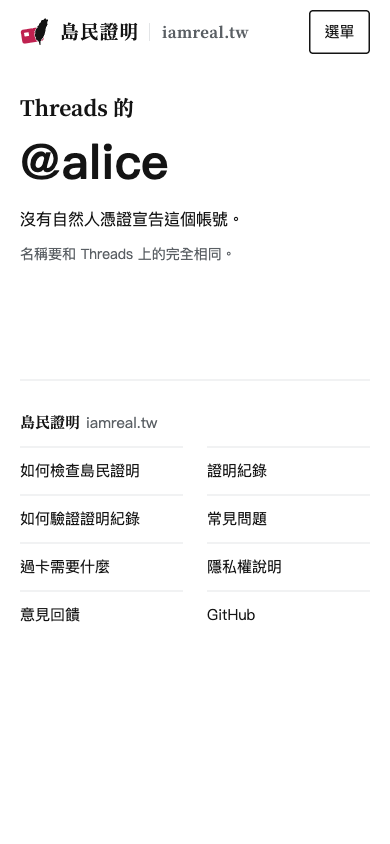 島民證明 iamreal.tw 選單
Threads 的
@alice
沒有自然人憑證宣告這個帳號。
名稱要和 Threads 上的完全相同。
島民證明 iamreal.tw
如何檢查島民證明 證明紀錄
如何驗證證明紀錄 常見問題
過卡需要什麼 隱私權說明
意見回饋 GitHub